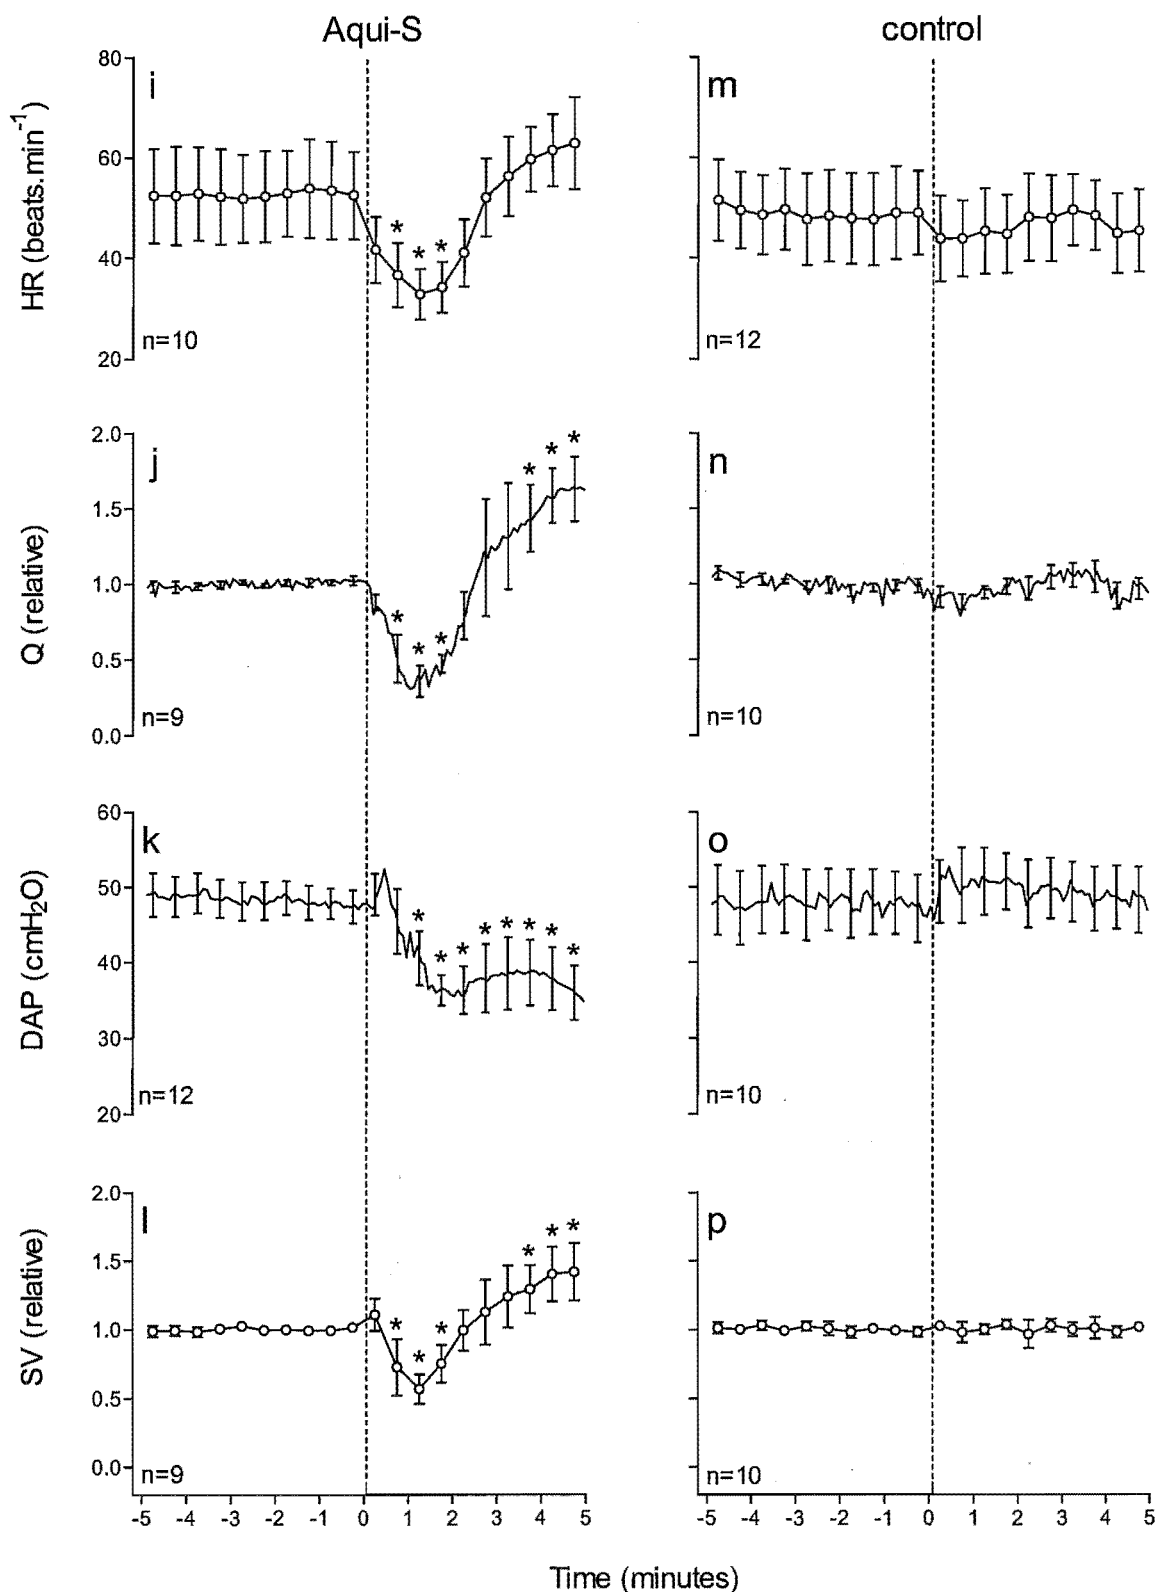 Aqui-S control
HR (beats.min⁻¹)
80
60
40
20
i
* * *
n=10
m
n=12
Q (relative)
2.0
1.5
1.0
0.5
0.0
j
* * * * * *
n=9
n
n=10
DAP (cmH₂O)
60
50
40
30
20
k
* * * * * * * *
n=12
o
n=10
SV (relative)
2.0
1.5
1.0
0.5
0.0
l
* * * * * *
n=9
p
n=10
-5 -4 -3 -2 -1 0 1 2 3 4 5
-5 -4 -3 -2 -1 0 1 2 3 4 5
Time (minutes)